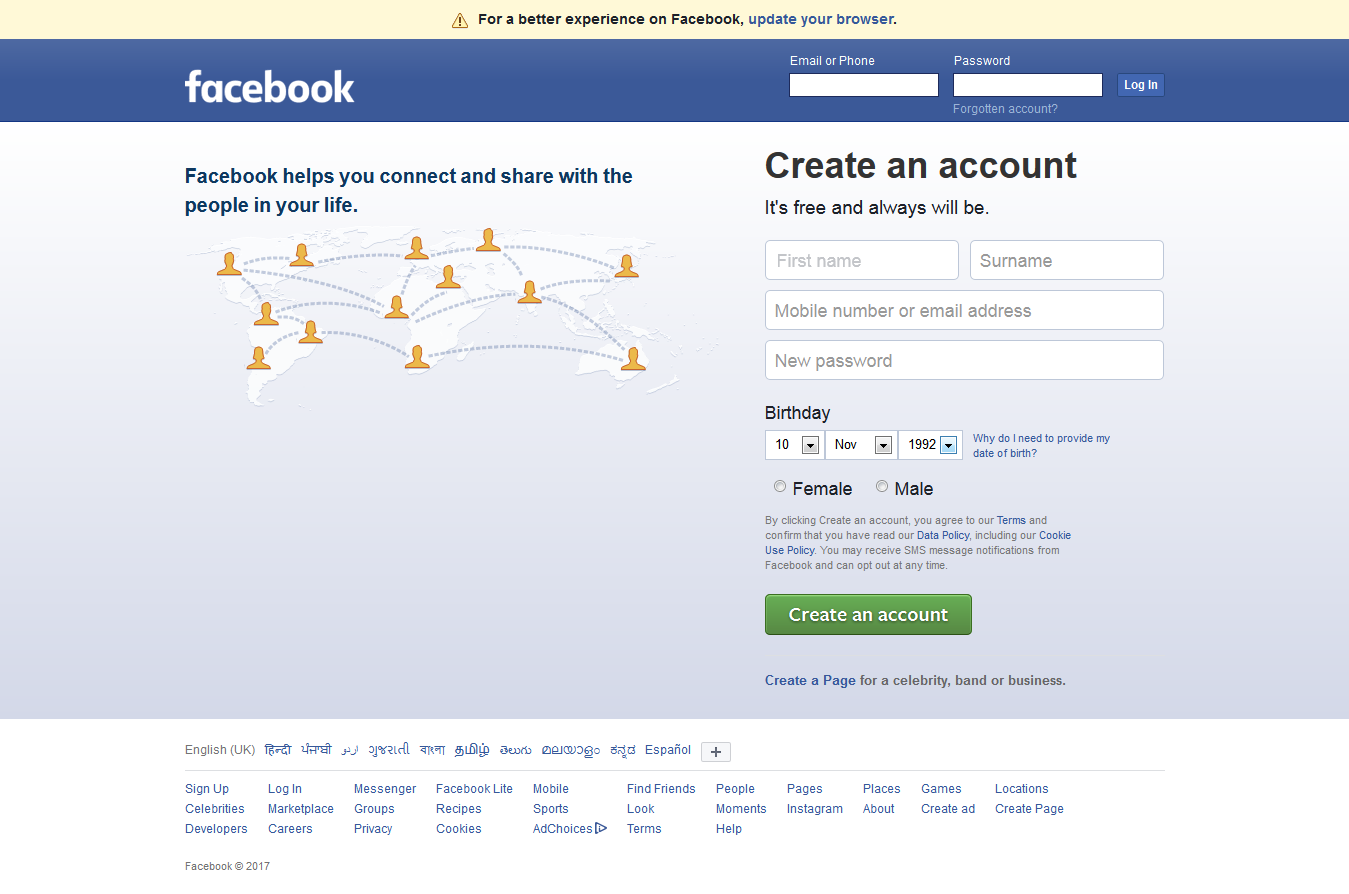 For a better experience on Facebook, update your browser.
facebook
Email or Phone
Password
Log In
Forgotten account?
Facebook helps you connect and share with the
people in your life.
Create an account
It's free and always will be.
First name
Surname
Mobile number or email address
New password
Birthday
10 Nov 1992
Why do I need to provide my
date of birth?
Female Male
By clicking Create an account, you agree to our Terms and
confirm that you have read our Data Policy, including our Cookie
Use Policy. You may receive SMS message notifications from
Facebook and can opt out at any time.
Create an account
Create a Page for a celebrity, band or business.
English (UK) हिन्दी ਪੰਜਾਬੀ اردو ગુજરાતી বাংলা தமிழ் తెలుగు മലയാളം ಕನ್ನಡ Español +
Sign Up Log In Messenger Facebook Lite Mobile Find Friends People Pages Places Games Locations
Celebrities Marketplace Groups Recipes Sports Look Moments Instagram About Create ad Create Page
Developers Careers Privacy Cookies AdChoices Terms Help
Facebook © 2017